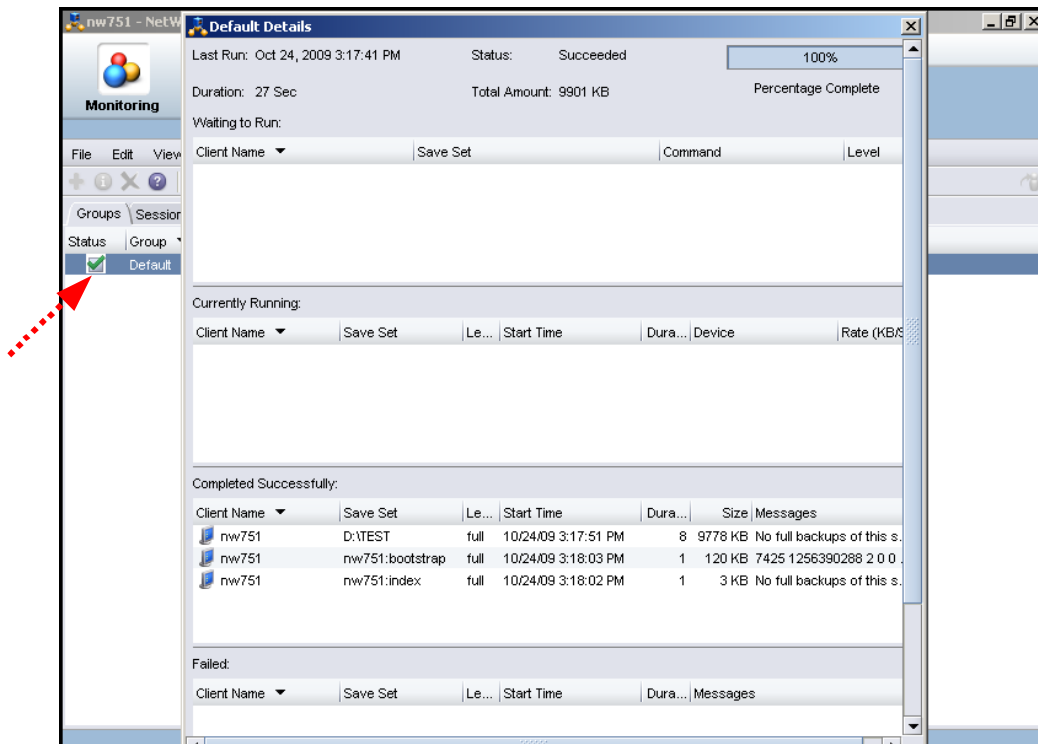 nw751 - NetW
Default Details
Last Run: Oct 24, 2009 3:17:41 PM Status: Succeeded 100%
Monitoring
Duration: 27 Sec Total Amount: 9901 KB Percentage Complete
Waiting to Run:
File Edit View
Client Name Save Set Command Level
Groups Session
Status Group
Default
Currently Running:
Client Name Save Set Le... Start Time Dura... Device Rate (KB/S
Completed Successfully:
Client Name Save Set Le... Start Time Dura... Size Messages
nw751 D:\TEST full 10/24/09 3:17:51 PM 8 9778 KB No full backups of this s.
nw751 nw751:bootstrap full 10/24/09 3:18:03 PM 1 120 KB 7425 1256390288 2 0 0 .
nw751 nw751:index full 10/24/09 3:18:02 PM 1 3 KB No full backups of this s.
Failed:
Client Name Save Set Le... Start Time Dura... Messages